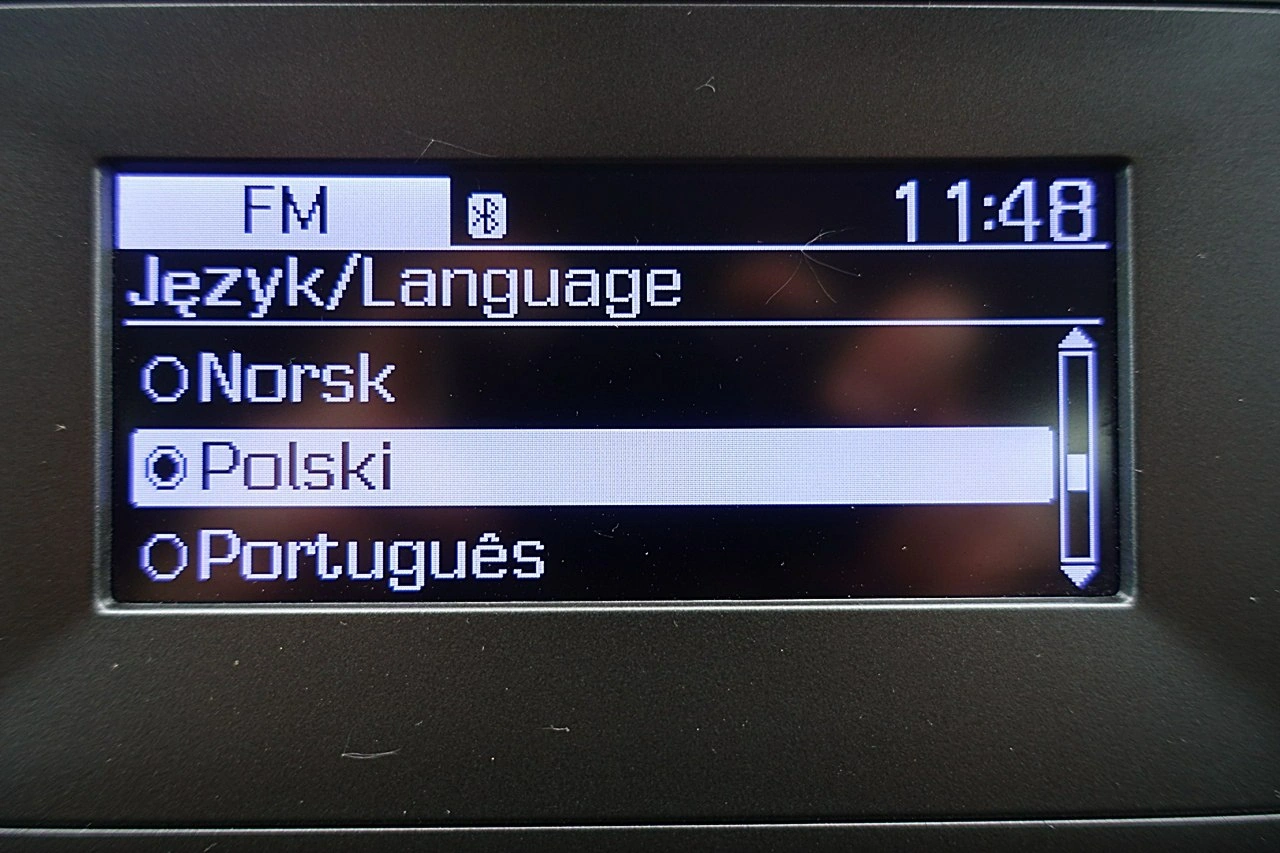 FM 11:48
Język/Language
Norsk
Polski
Português